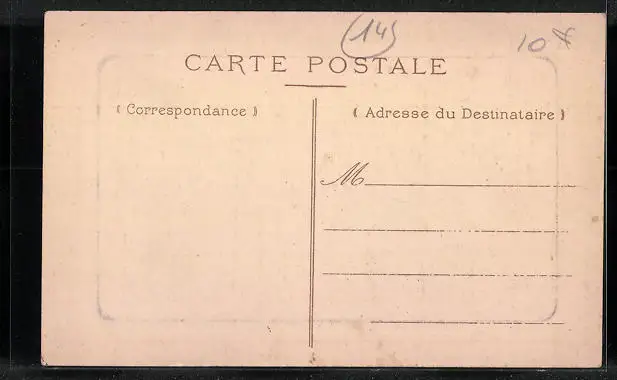 (14)
10
CARTE POSTALE
( Correspondance )
( Adresse du Destinataire )
M